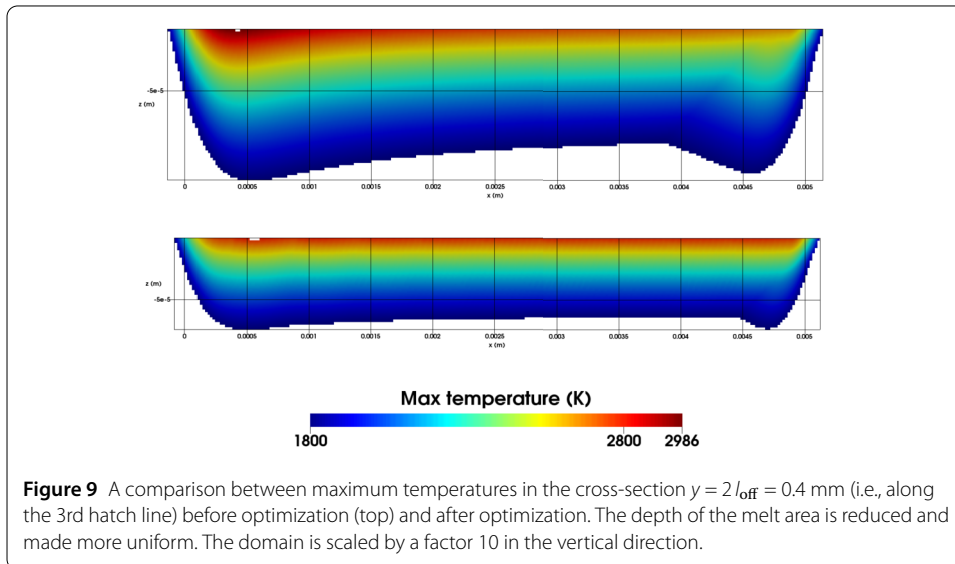 -5e-5
z (m)
0 0.0005 0.001 0.0015 0.002 0.0025 0.003 0.0035 0.004 0.0045 0.005
x (m)
z (m)
-5e-5
0 0.0005 0.001 0.0015 0.002 0.0025 0.003 0.0035 0.004 0.0045 0.005
x (m)
Max temperature (K)
1800 2800 2986
Figure 9 A comparison between maximum temperatures in the cross-section y = 2 l_off = 0.4 mm (i.e., along
the 3rd hatch line) before optimization (top) and after optimization. The depth of the melt area is reduced and
made more uniform. The domain is scaled by a factor 10 in the vertical direction.